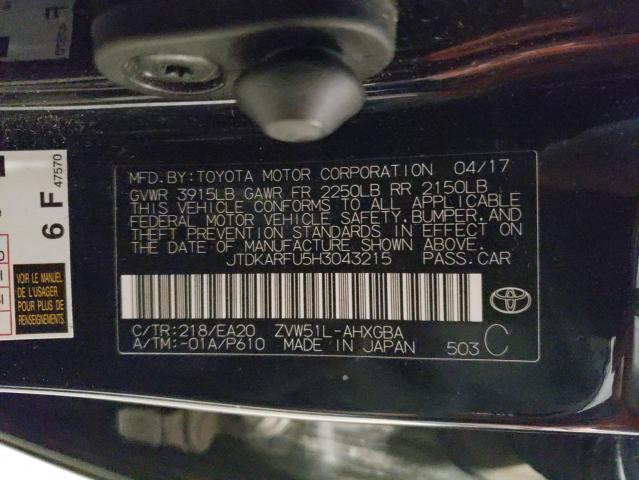 MFD.BY:TOYOTA MOTOR CORPORATION 04/17
GVWR 3915LB GAWR FR 2250LB RR 2150LB
THIS VEHICLE CONFORMS TO ALL APPLICABLE
FEDERAL MOTOR VEHICLE SAFETY, BUMPER, AND
THEFT PREVENTION STANDARDS IN EFFECT ON
THE DATE OF MANUFACTURE SHOWN ABOVE.
JTDKARFU5H3043215 PASS.CAR
C/TR:218/EA20 ZVW51L-AHXGBA
A/TM:-01A/P610 MADE IN JAPAN 503 C
6 F
47570
VOIR LE MANUEL
DE L'USAGER
POUR PLUS DE
RENSEIGNEMENTS